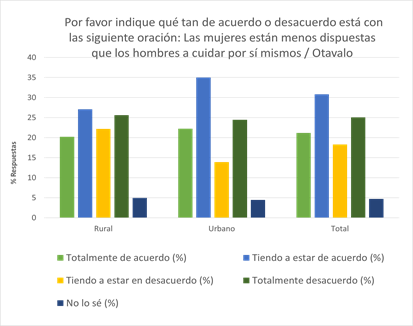 Por favor indique qué tan de acuerdo o desacuerdo está con
las siguiente oración: Las mujeres están menos dispuestas
que los hombres a cuidar por sí mismos / Otavalo
40
35
30
25
20
15
10
5
0
% Respuestas
Rural Urbano Total
Totalmente de acuerdo (%) Tiendo a estar de acuerdo (%)
Tiendo a estar en desacuerdo (%) Totalmente desacuerdo (%)
No lo sé (%)